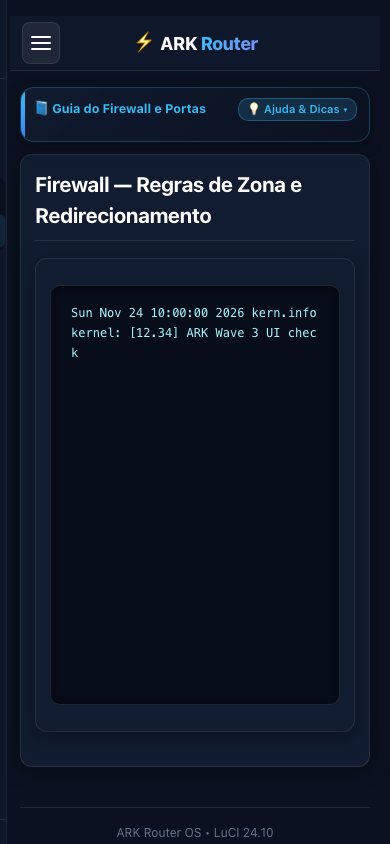 ⚡ ARK Router
📘 Guia do Firewall e Portas
💡 Ajuda & Dicas ▾
Firewall — Regras de Zona e
Redirecionamento
Sun Nov 24 10:00:00 2026 kern.info
kernel: [12.34] ARK Wave 3 UI chec
k
ARK Router OS • LuCI 24.10